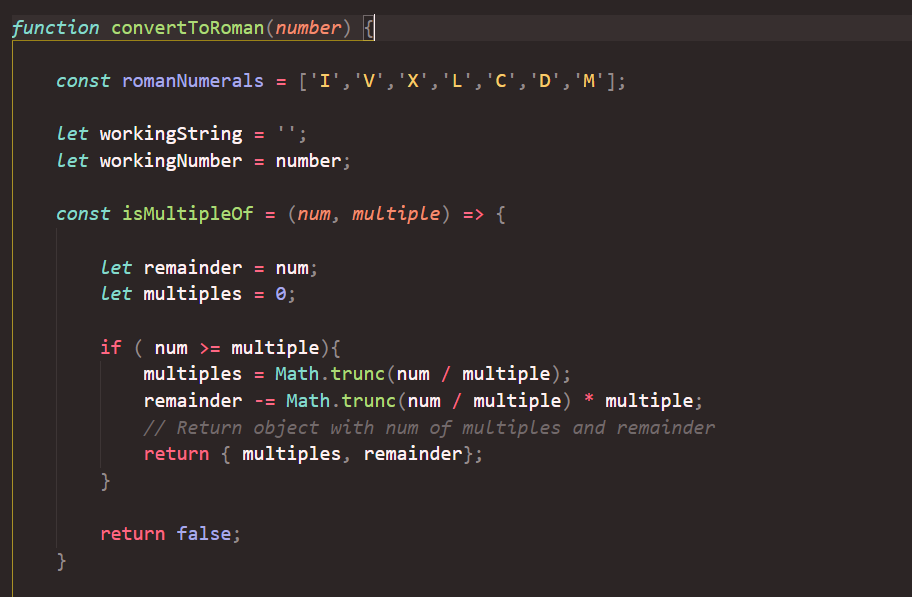 function convertToRoman(number) {
const romanNumerals = ['I','V','X','L','C','D','M'];
let workingString = '';
let workingNumber = number;
const isMultipleOf = (num, multiple) => {
let remainder = num;
let multiples = 0;
if ( num >= multiple){
multiples = Math.trunc(num / multiple);
remainder -= Math.trunc(num / multiple) * multiple;
// Return object with num of multiples and remainder
return { multiples, remainder};
}
return false;
}